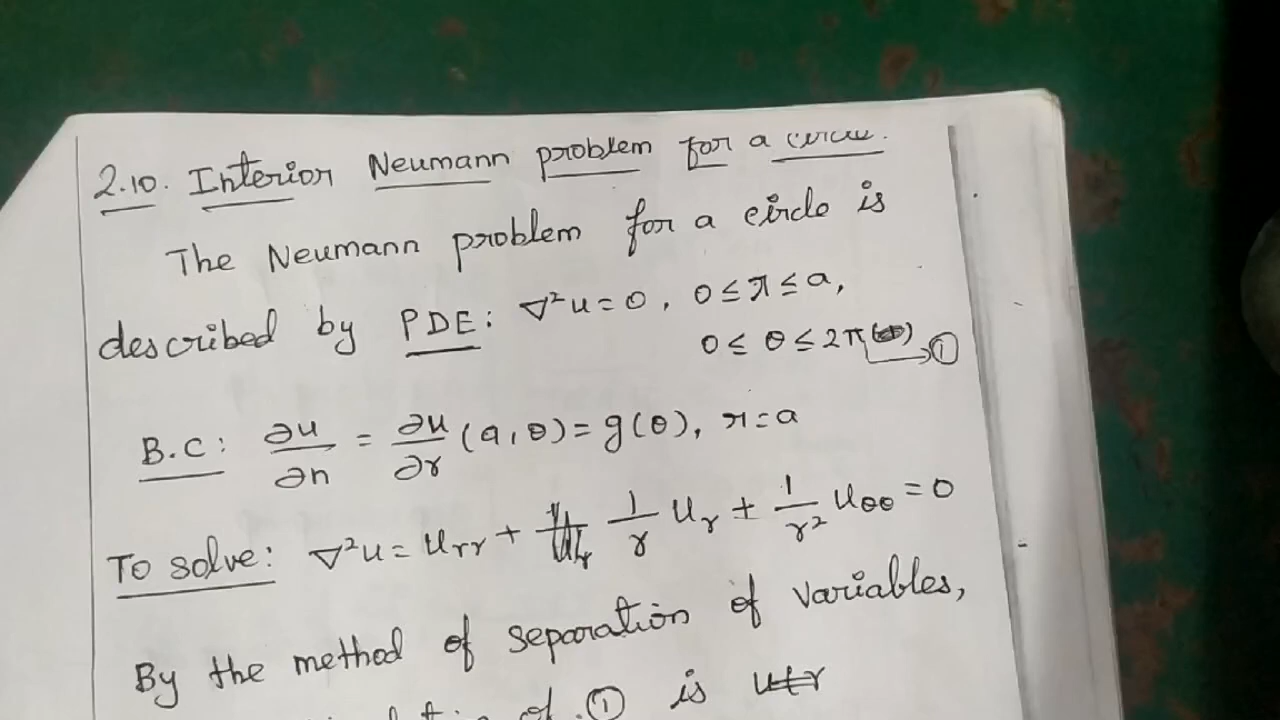 2.10. Interior Neumann problem for a circle.
The Neumann problem for a circle is
described by PDE: ∇²u = 0, 0 ≤ r ≤ a,
0 ≤ θ ≤ 2π → ①
B.C: ∂u/∂n = ∂u/∂r (a, θ) = g(θ), r = a
To solve: ∇²u = u_rr + 1/r u_r + 1/r² u_θθ = 0
By the method of separation of variables,
of ① is